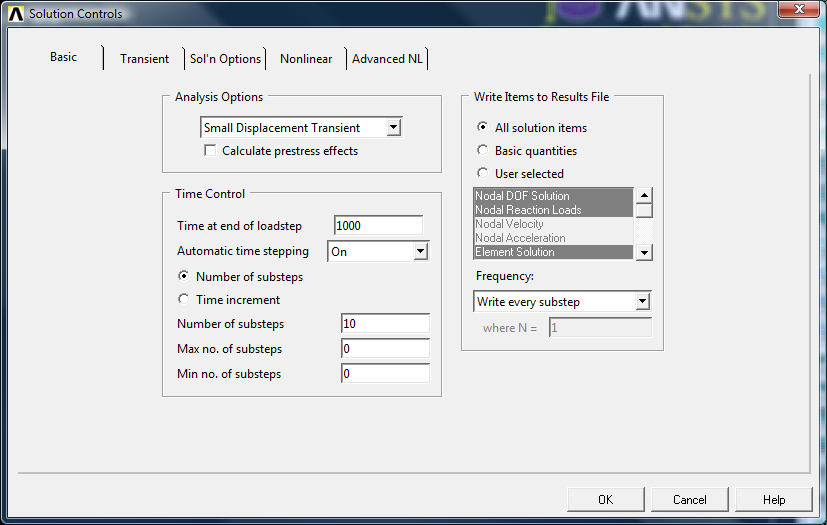 Solution Controls
ANSYS
Basic
Transient
Sol'n Options
Nonlinear
Advanced NL
Analysis Options
Small Displacement Transient
Calculate prestress effects
Time Control
Time at end of loadstep 1000
Automatic time stepping On
Number of substeps
Time increment
Number of substeps 10
Max no. of substeps 0
Min no. of substeps 0
Write Items to Results File
All solution items
Basic quantities
User selected
Nodal DOF Solution
Nodal Reaction Loads
Nodal Velocity
Nodal Acceleration
Element Solution
Frequency:
Write every substep
where N = 1
OK
Cancel
Help